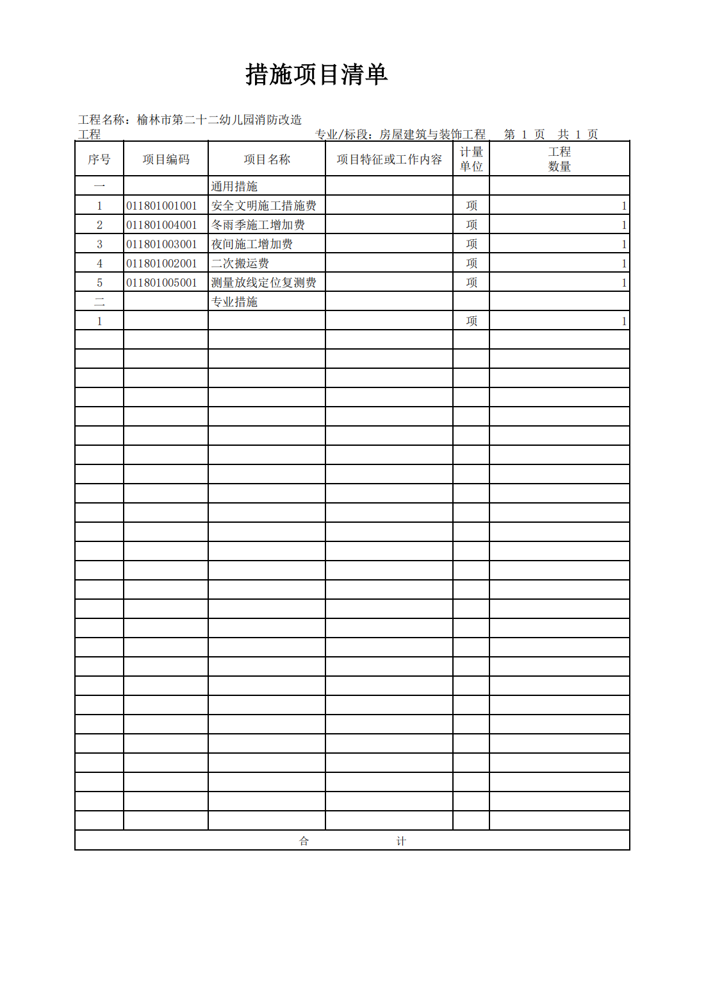 措施项目清单
工程名称：榆林市第二十二幼儿园消防改造
工程 专业/标段：房屋建筑与装饰工程 第 1 页 共 1 页
序号 项目编码 项目名称 项目特征或工作内容 计量单位 工程数量
一 通用措施
1 011801001001 安全文明施工措施费 项 1
2 011801004001 冬雨季施工增加费 项 1
3 011801003001 夜间施工增加费 项 1
4 011801002001 二次搬运费 项 1
5 011801005001 测量放线定位复测费 项 1
二 专业措施
1 项 1
合 计